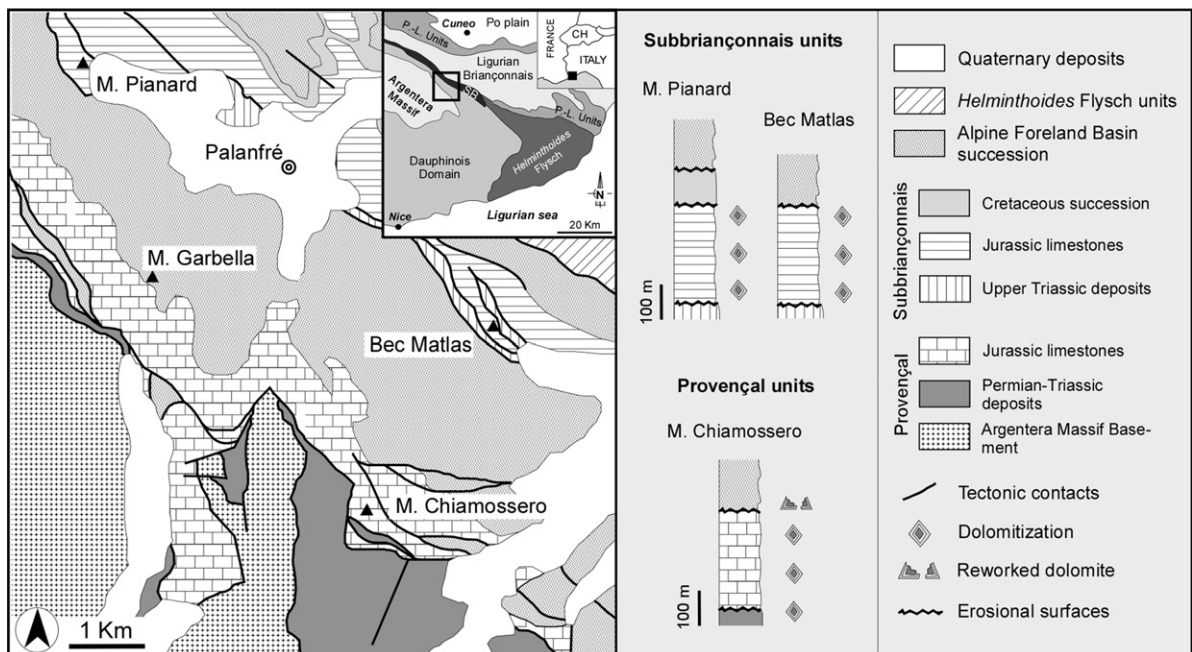 M. Pianard
Palanfré
M. Garbella
Bec Matlas
M. Chiamossero
1 Km
Cuneo
Po plain
P.-L. Units
Ligurian
Briançonnais
Argentera
Massif
SB
P.-L. Units
Dauphinois
Domain
Helminthoides
Flysch
Nice
Ligurian sea
N
20 Km
FRANCE
CH
ITALY
Subbriançonnais units
M. Pianard
Bec Matlas
100 m
Provençal units
M. Chiamossero
100 m
Quaternary deposits
Helminthoides Flysch units
Alpine Foreland Basin
succession
Subbriançonnais
Cretaceous succession
Jurassic limestones
Upper Triassic deposits
Provençal
Jurassic limestones
Permian-Triassic
deposits
Argentera Massif Base-
ment
Tectonic contacts
Dolomitization
Reworked dolomite
Erosional surfaces